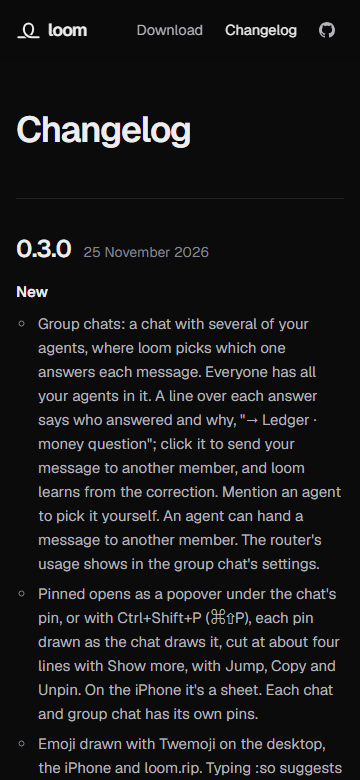 loom Download Changelog
Changelog
0.3.0 25 November 2026
New
Group chats: a chat with several of your
agents, where loom picks which one
answers each message. Everyone has all
your agents in it. A line over each answer
says who answered and why, "→ Ledger ·
money question"; click it to send your
message to another member, and loom
learns from the correction. Mention an agent
to pick it yourself. An agent can hand a
message to another member. The router's
usage shows in the group chat's settings.
Pinned opens as a popover under the chat's
pin, or with Ctrl+Shift+P (⌘⇧P), each pin
drawn as the chat draws it, cut at about four
lines with Show more, with Jump, Copy and
Unpin. On the iPhone it's a sheet. Each chat
and group chat has its own pins.
Emoji drawn with Twemoji on the desktop,
the iPhone and loom.rip. Typing :so suggests